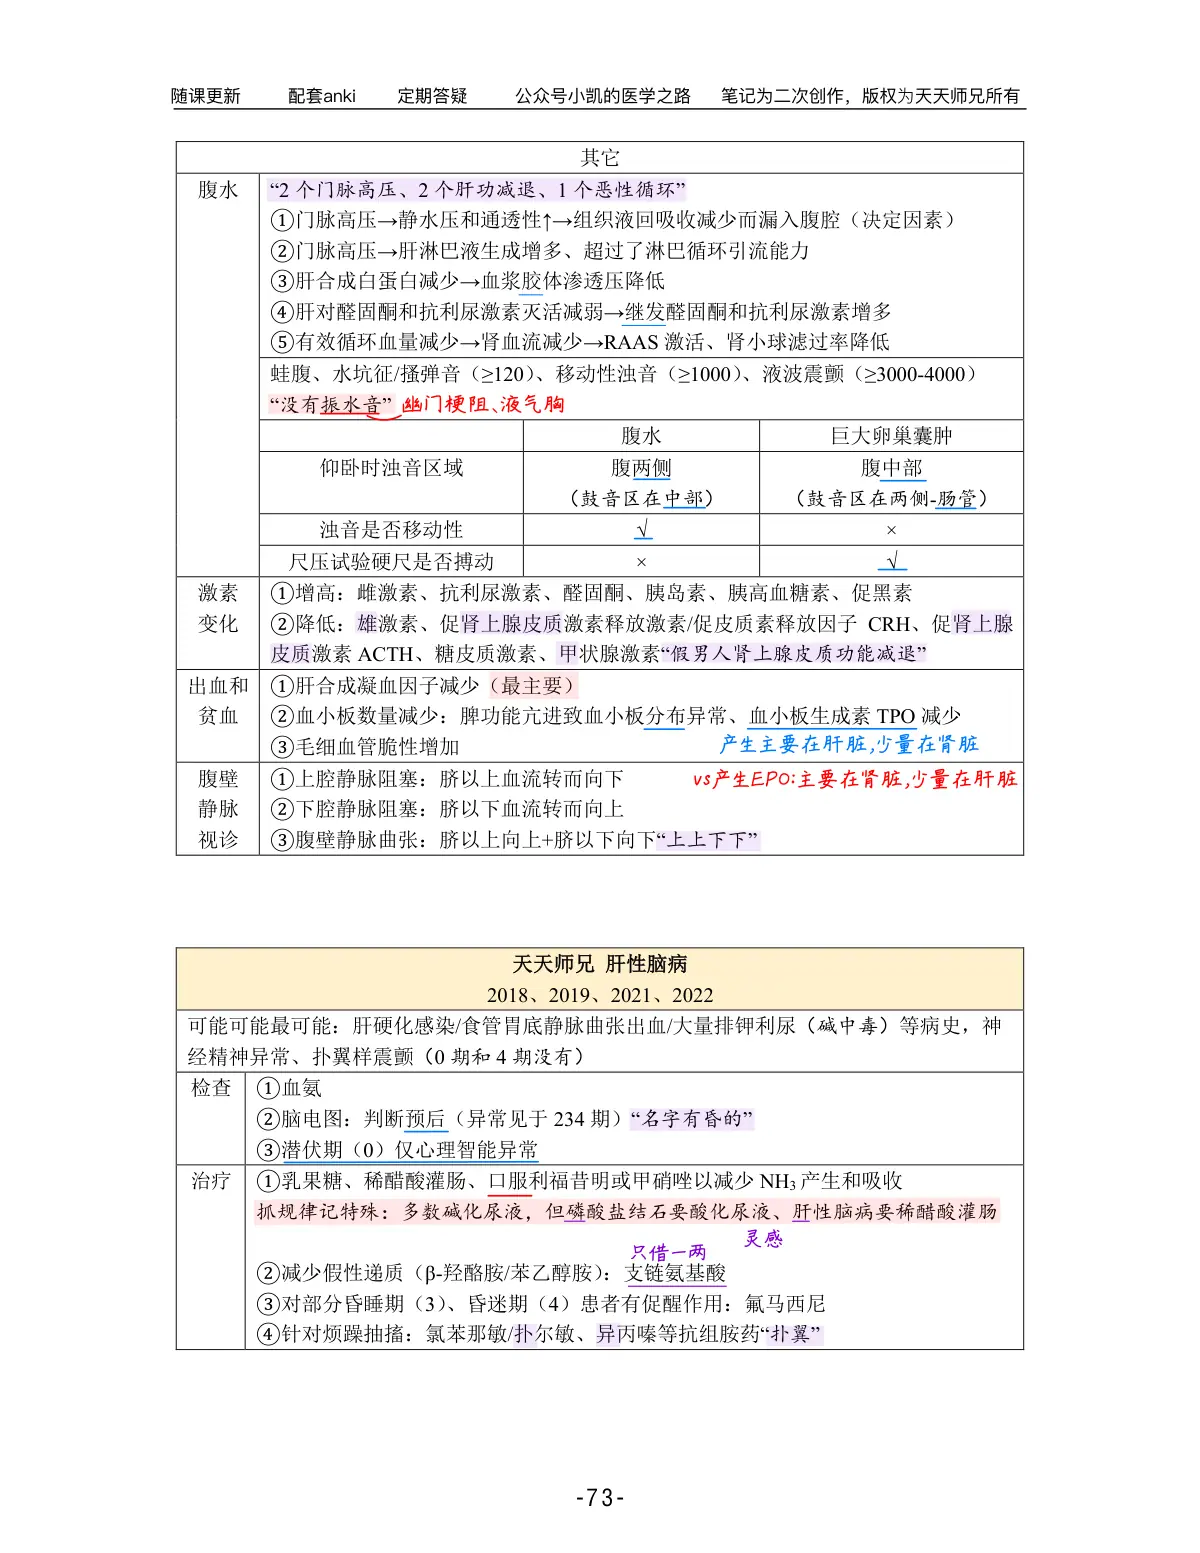 随课更新 配套anki 定期答疑 公众号小凯的医学之路 笔记为二次创作，版权为天天师兄所有
其它
腹水 “2 个门脉高压、2 个肝功减退、1 个恶性循环”
①门脉高压→静水压和通透性↑→组织液回吸收减少而漏入腹腔（决定因素）
②门脉高压→肝淋巴液生成增多、超过了淋巴循环引流能力
③肝合成白蛋白减少→血浆胶体渗透压降低
④肝对醛固酮和抗利尿激素灭活减弱→继发醛固酮和抗利尿激素增多
⑤有效循环血量减少→肾血流减少→RAAS 激活、肾小球滤过率降低
蛙腹、水坑征/搔弹音（≥120）、移动性浊音（≥1000）、液波震颤（≥3000-4000）
“没有振水音” 幽门梗阻、液气胸
腹水 巨大卵巢囊肿
仰卧时浊音区域 腹两侧 腹中部
（鼓音区在中部） （鼓音区在两侧-肠管）
浊音是否移动性 √ ×
尺压试验硬尺是否搏动 × √
激素 ①增高：雌激素、抗利尿激素、醛固酮、胰岛素、胰高血糖素、促黑素
变化 ②降低：雄激素、促肾上腺皮质激素释放激素/促皮质素释放因子 CRH、促肾上腺
皮质激素 ACTH、糖皮质激素、甲状腺激素“假男人肾上腺皮质功能减退”
出血和 ①肝合成凝血因子减少（最主要）
贫血 ②血小板数量减少：脾功能亢进致血小板分布异常、血小板生成素 TPO 减少
③毛细血管脆性增加 产生主要在肝脏,少量在肾脏
腹壁 ①上腔静脉阻塞：脐以上血流转而向下 vs产生EPO:主要在肾脏,少量在肝脏
静脉 ②下腔静脉阻塞：脐以下血流转而向上
视诊 ③腹壁静脉曲张：脐以上向上+脐以下向下“上上下下”
天天师兄 肝性脑病
2018、2019、2021、2022
可能可能最可能：肝硬化感染/食管胃底静脉曲张出血/大量排钾利尿（碱中毒）等病史，神
经精神异常、扑翼样震颤（0 期和 4 期没有）
检查 ①血氨
②脑电图：判断预后（异常见于 234 期）“名字有昏的”
③潜伏期（0）仅心理智能异常
治疗 ①乳果糖、稀醋酸灌肠、口服利福昔明或甲硝唑以减少 NH₃ 产生和吸收
抓规律记特殊：多数碱化尿液，但磷酸盐结石要酸化尿液、肝性脑病要稀醋酸灌肠
只借一两 灵感
②减少假性递质（β-羟酪胺/苯乙醇胺）：支链氨基酸
③对部分昏睡期（3）、昏迷期（4）患者有促醒作用：氟马西尼
④针对烦躁抽搐：氯苯那敏/扑尔敏、异丙嗪等抗组胺药“扑翼”
-73-